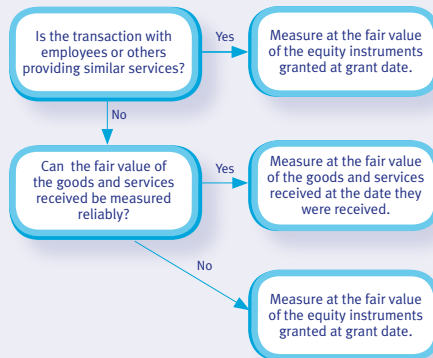 Is the transaction with
employees or others
providing similar services?
Yes
Measure at the fair value
of the equity instruments
granted at grant date.
No
Can the fair value of
the goods and services
received be measured
reliably?
Yes
Measure at the fair value
of the goods and services
received at the date they
were received.
No
Measure at the fair value
of the equity instruments
granted at grant date.